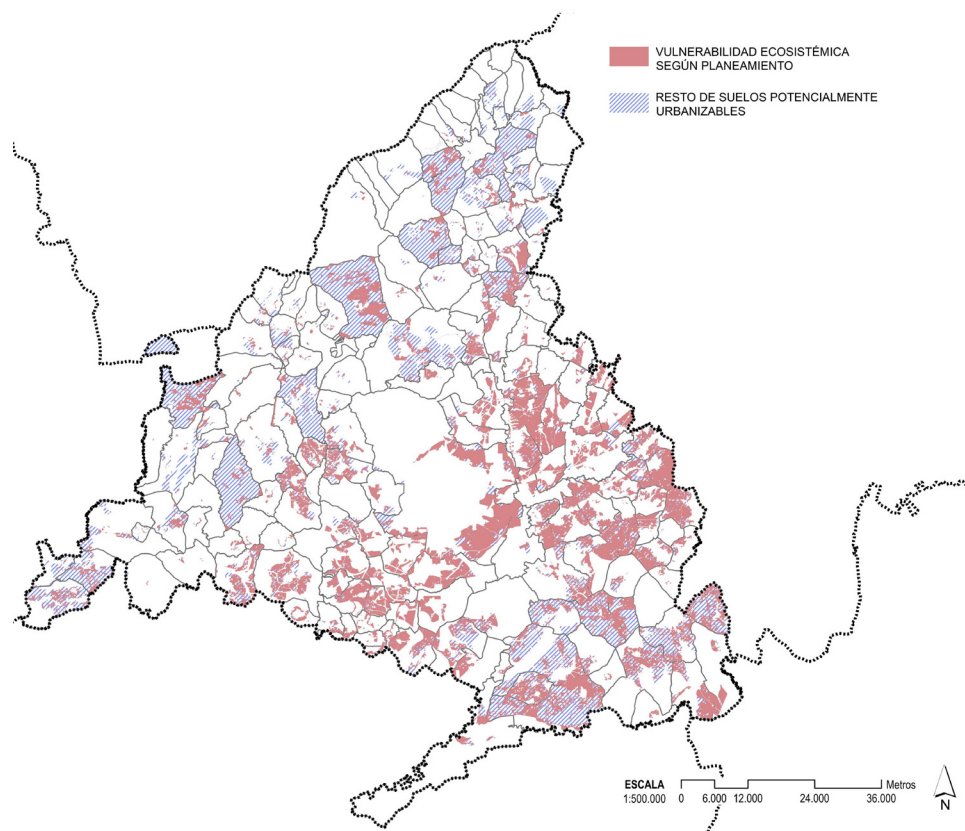 VULNERABILIDAD ECOSISTÉMICA
SEGÚN PLANEAMIENTO
RESTO DE SUELOS POTENCIALMENTE
URBANIZABLES
ESCALA
1:500.000
0 6.000 12.000 24.000 36.000
Metros
N